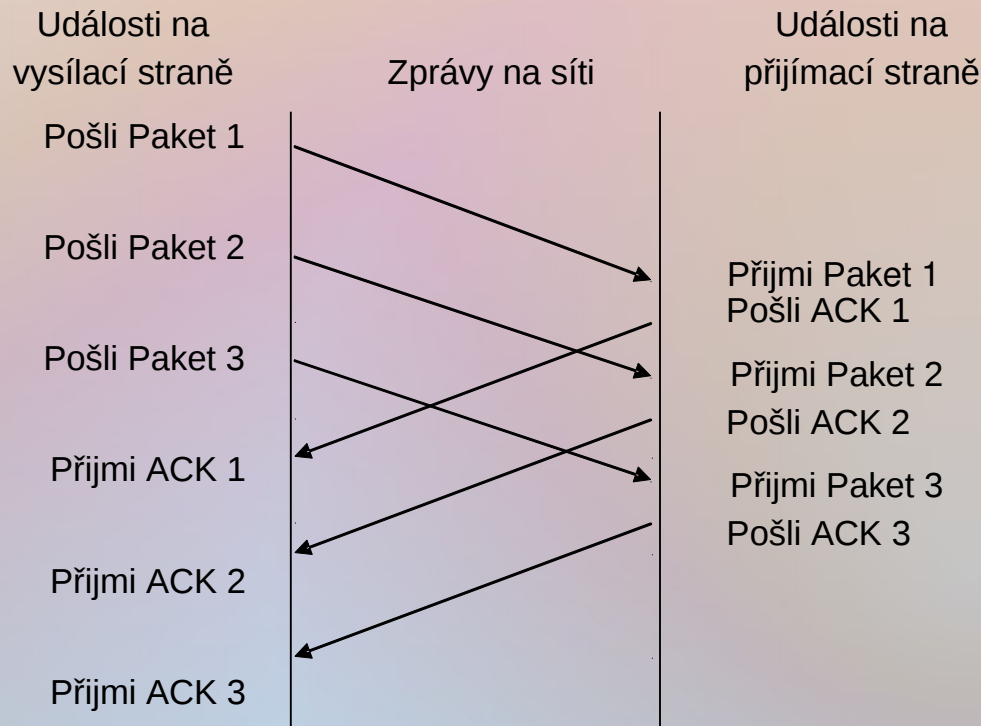 Události na
vysílací straně
Zprávy na síti
Události na
přijímací straně
Pošli Paket 1
Pošli Paket 2
Pošli Paket 3
Přijmi ACK 1
Přijmi ACK 2
Přijmi ACK 3
Přijmi Paket 1
Pošli ACK 1
Přijmi Paket 2
Pošli ACK 2
Přijmi Paket 3
Pošli ACK 3